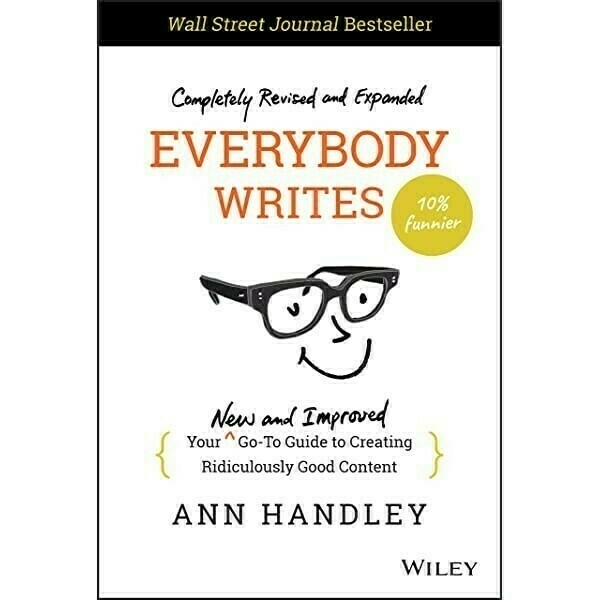 Wall Street Journal Bestseller
Completely Revised and Expanded
EVERYBODY
WRITES
10%
funnier
New and Improved
Your ^ Go-To Guide to Creating
Ridiculously Good Content
ANN HANDLEY
WILEY